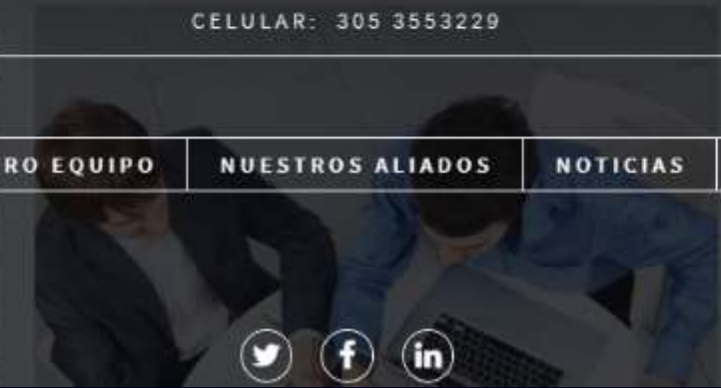 CELULAR: 305 3553229
RO EQUIPO NUESTROS ALIADOS NOTICIAS